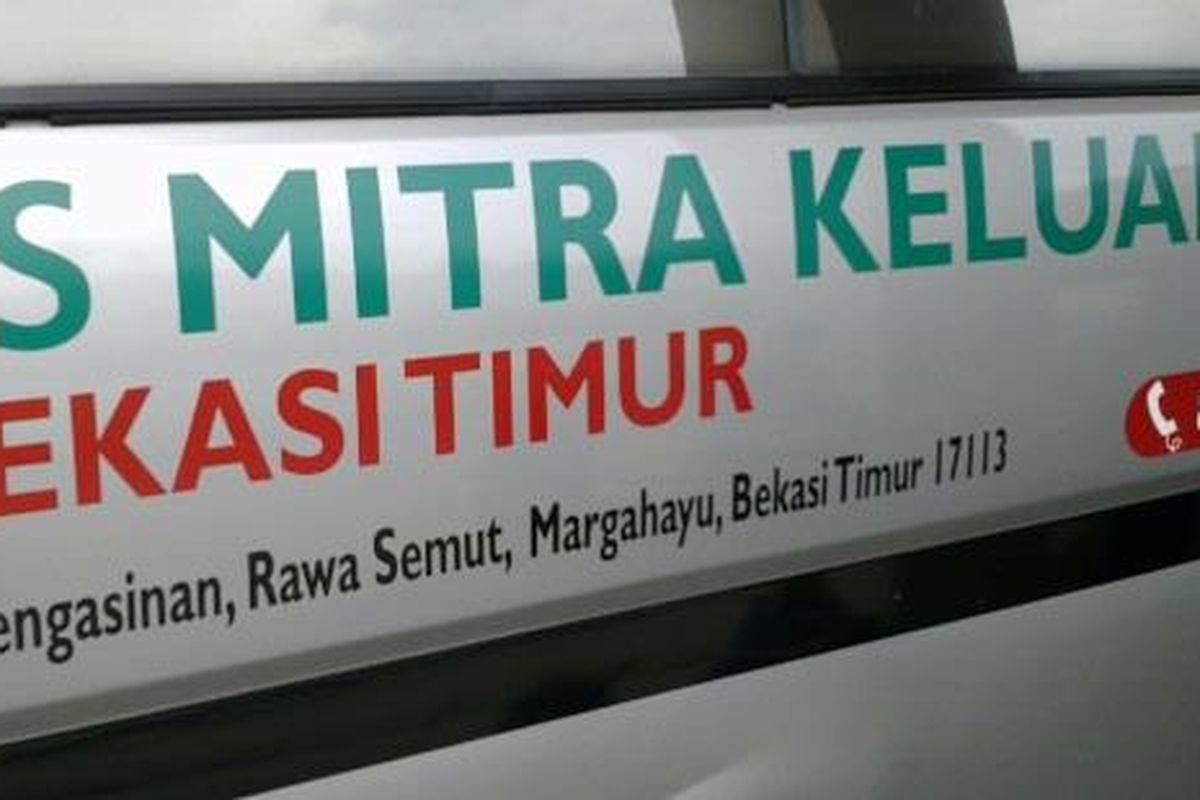 S MITRA KELUA
EKASI TIMUR
engasinan, Rawa Semut, Margahayu, Bekasi Timur 17113